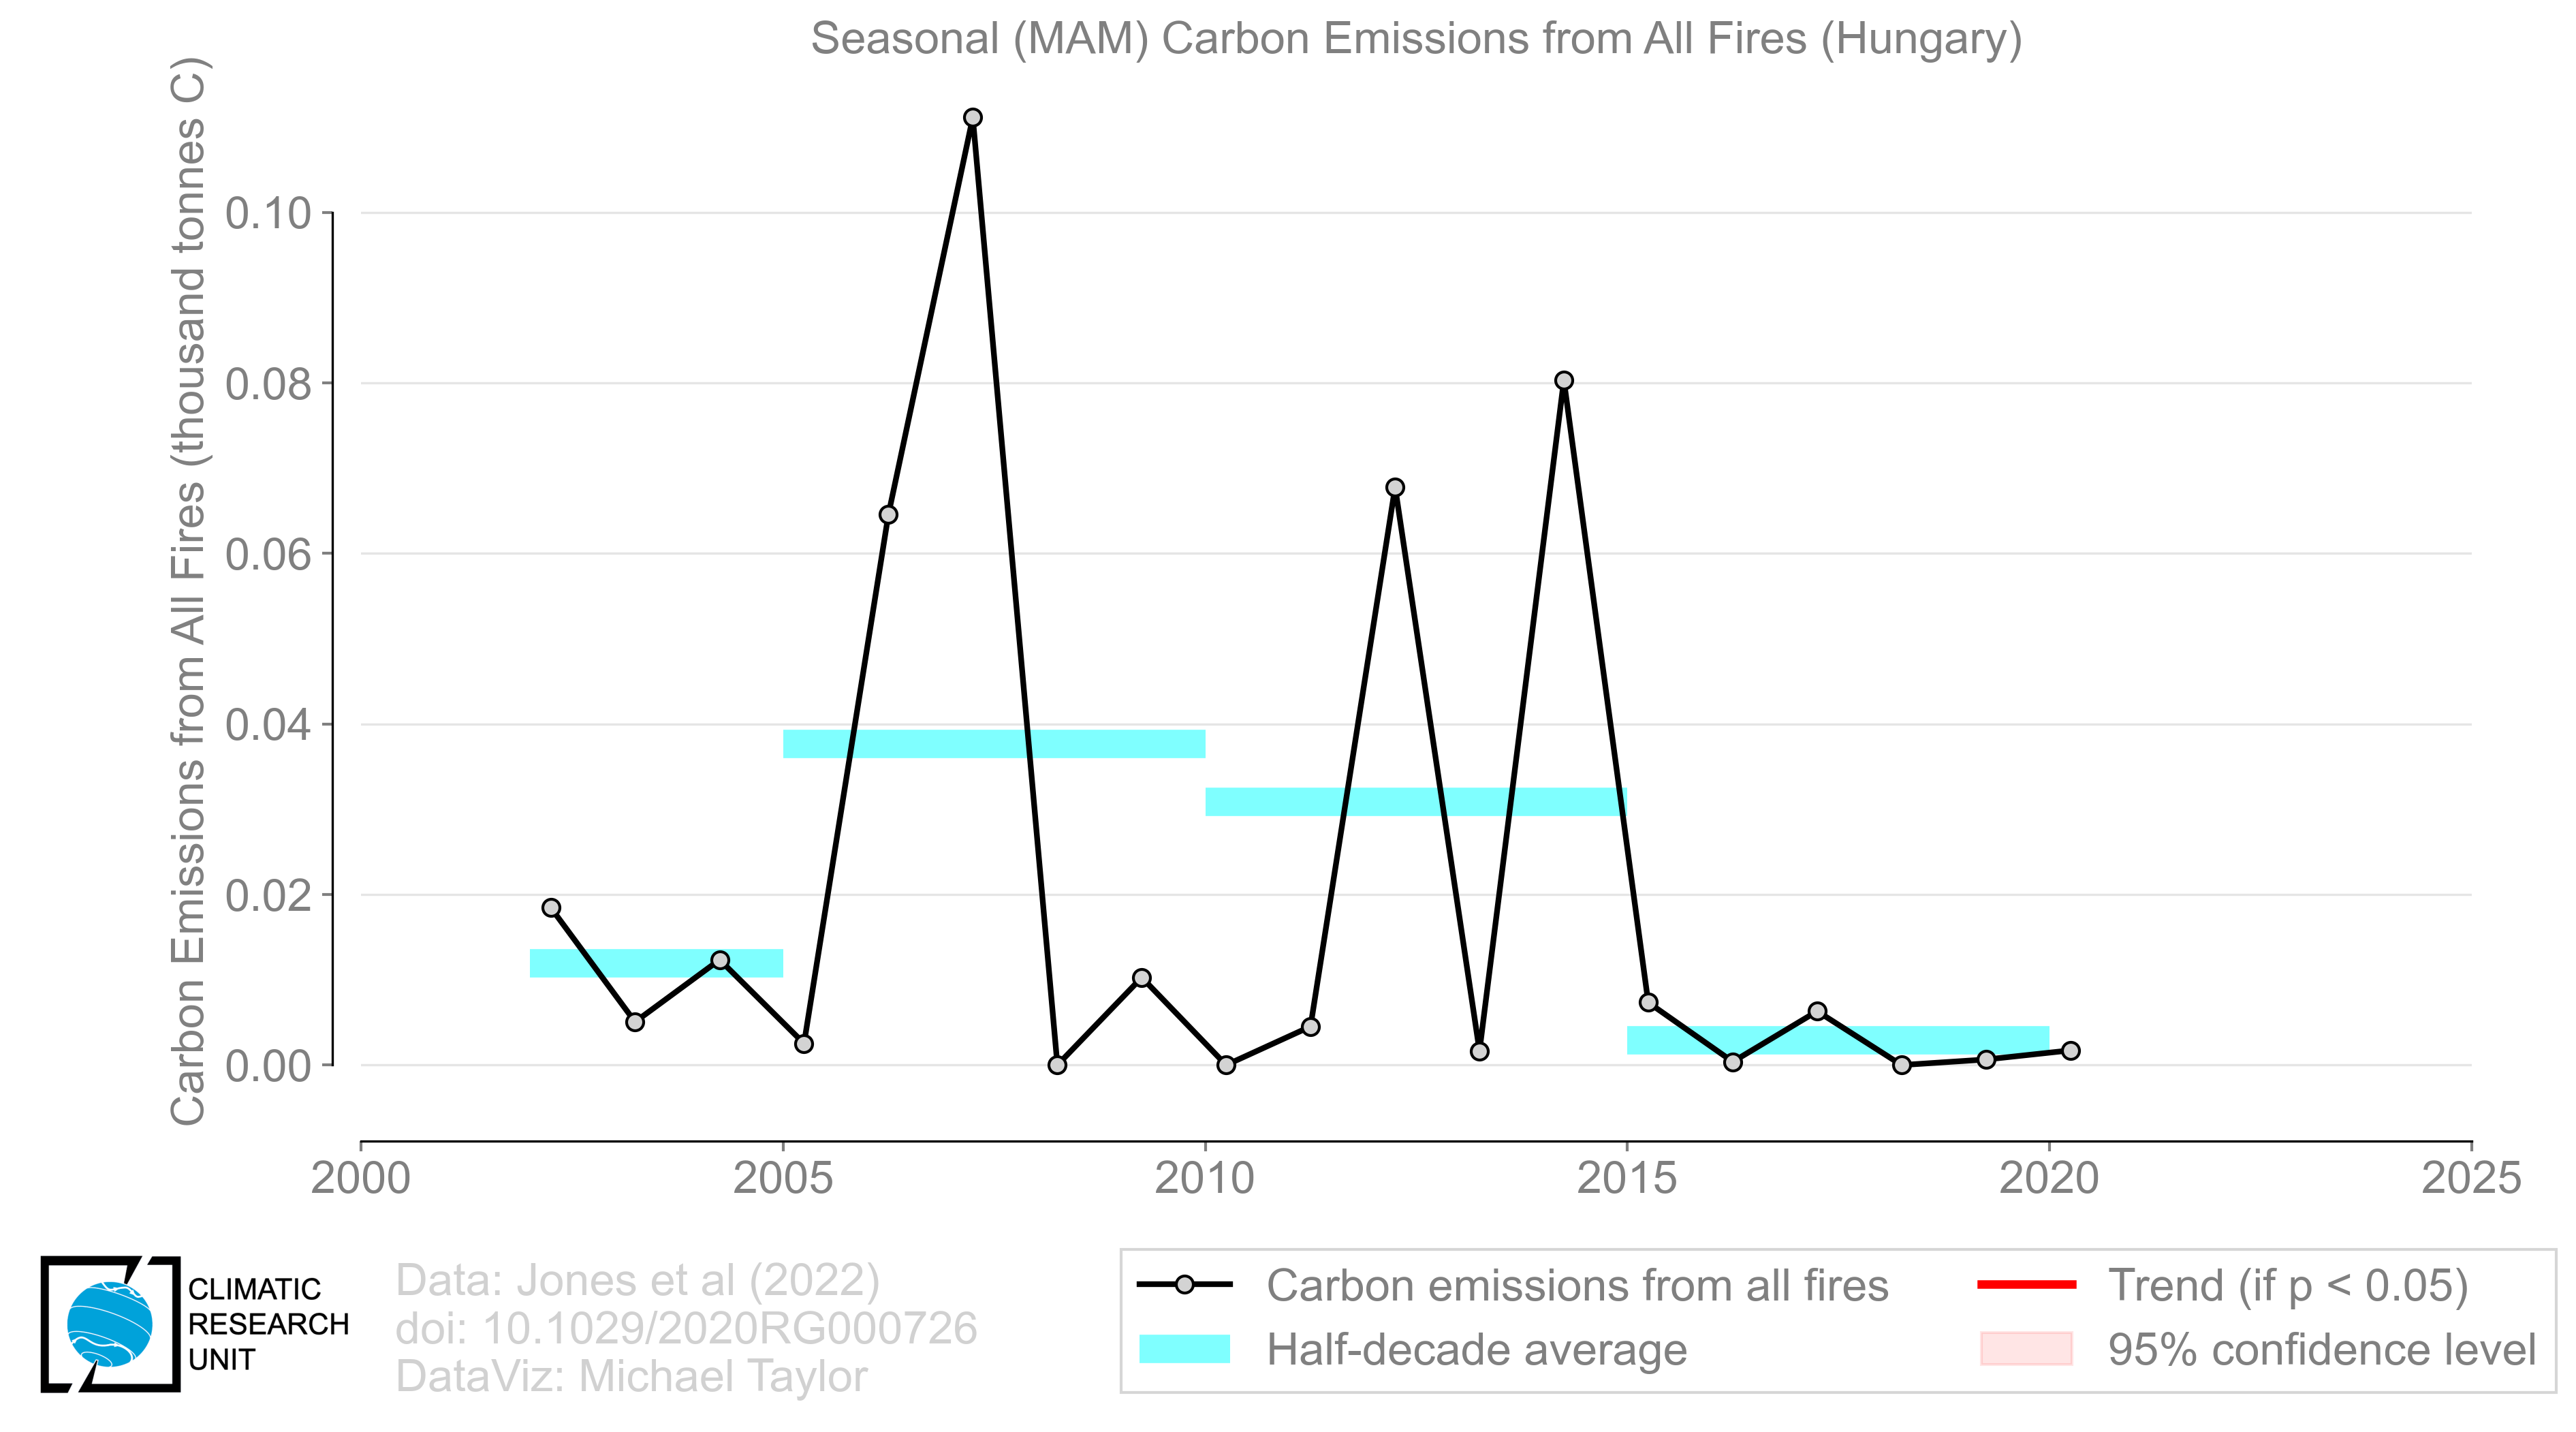 Seasonal (MAM) Carbon Emissions from All Fires (Hungary)
Carbon Emissions from All Fires (thousand tonnes C)
0.10
0.08
0.06
0.04
0.02
0.00
2000
2005
2010
2015
2020
2025
CLIMATIC
RESEARCH
UNIT
Data: Jones et al (2022)
doi: 10.1029/2020RG000726
DataViz: Michael Taylor
Carbon emissions from all fires
Half-decade average
Trend (if p < 0.05)
95% confidence level